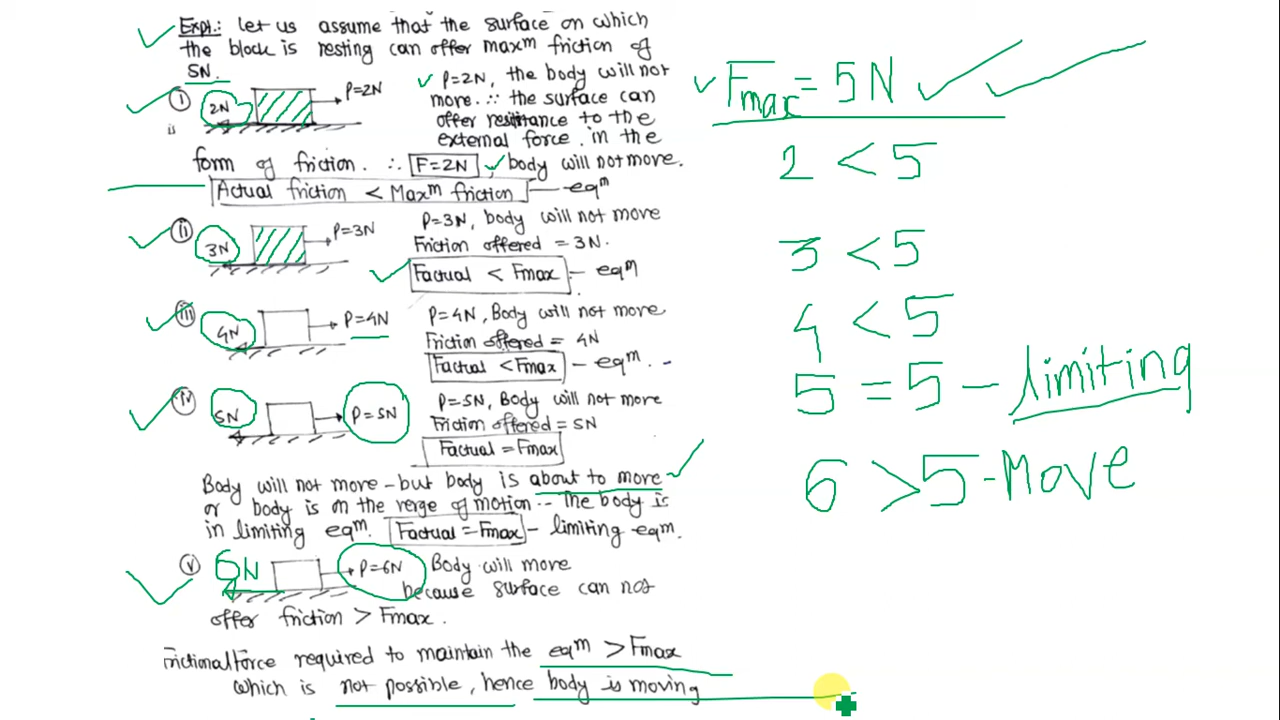 Expt.: Let us assume that the surface on which
the block is resting can offer maxm friction of
5N.
(i) 2N P=2N
P=2N, the body will not
move. ∵ the surface can
offer resistance to the
external force in the
is
form of friction. ∴ F=2N, body will not move.
Actual friction < Maxm friction — eqm
(ii) 3N P=3N
P=3N, body will not move
Friction offered = 3N.
Factual < Fmax – eqm
(iii) 4N P=4N
P=4N, Body will not move
Friction offered = 4N
Factual < Fmax – eqm.
(iv) 5N P=5N
P=5N, Body will not move
Friction offered = 5N
Factual = Fmax
Body will not move – but body is about to move
or body is on the verge of motion – The body is
in limiting eqm. Factual = Fmax – limiting eqm.
(v) 6N P=6N
Body will move
because surface can not
offer friction > Fmax.
Frictional Force required to maintain the eqm > Fmax
which is not possible, hence body is moving
Fmax = 5N
2 < 5
3 < 5
4 < 5
5 = 5 – limiting
6 > 5 - Move